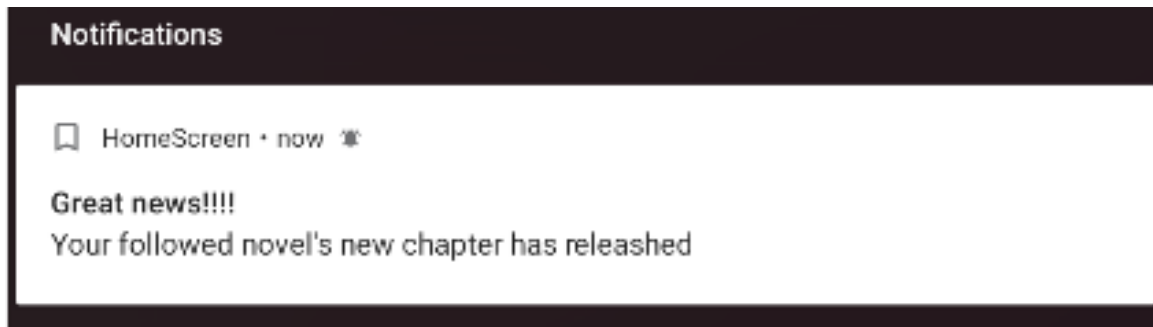 Notifications
HomeScreen • now
Great news!!!!
Your followed novel's new chapter has releashed